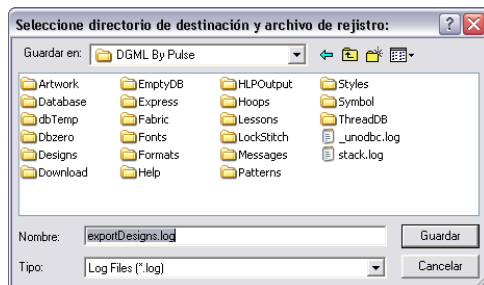 Seleccione directorio de destinación y archivo de rejistro:
Guardar en: DGML By Pulse
Artwork EmptyDB HLPOutput Styles
Database Express Hoops Symbol
dbTemp Fabric Lessons ThreadDB
Dbzero Fonts LockStitch _unodbc.log
Designs Formats Messages stack.log
Download Help Patterns
Nombre: exportDesigns.log Guardar
Tipo: Log Files (*.log) Cancelar